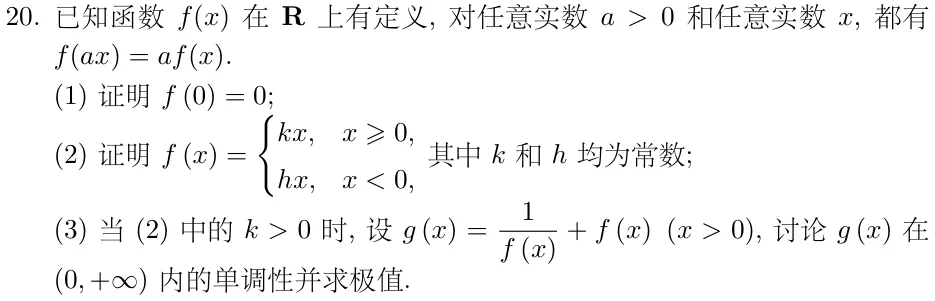 20. 已知函数 f(x) 在 R 上有定义, 对任意实数 a > 0 和任意实数 x, 都有
f(ax) = af(x).
(1) 证明 f (0) = 0;
(2) 证明 f (x) = { kx, x ⩾ 0, hx, x < 0, 其中 k 和 h 均为常数;
(3) 当 (2) 中的 k > 0 时, 设 g (x) = 1/f (x) + f (x) (x > 0), 讨论 g (x) 在
(0, +∞) 内的单调性并求极值.